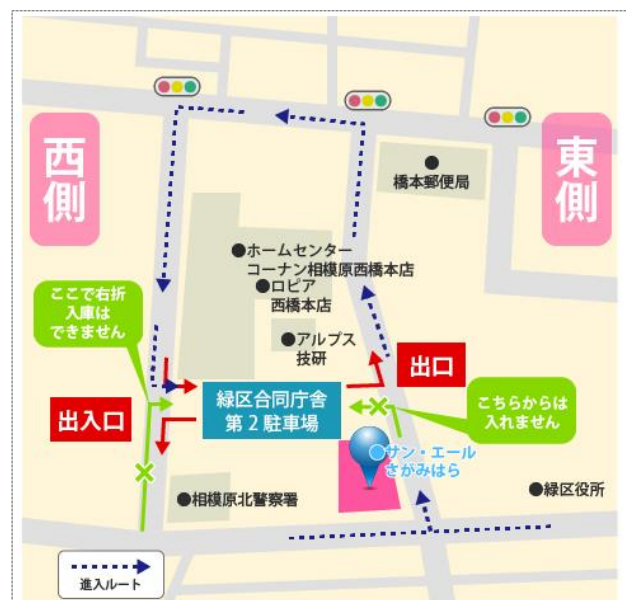 西側
東側
橋本郵便局
ホームセンター
コーナン相模原西橋本店
ロピア
西橋本店
アルプス
技研
ここで右折
入庫は
できません
出口
出入口
緑区合同庁舎
第2駐車場
こちらからは
入れません
サン・エール
さがみはら
相模原北警察署
緑区役所
進入ルート